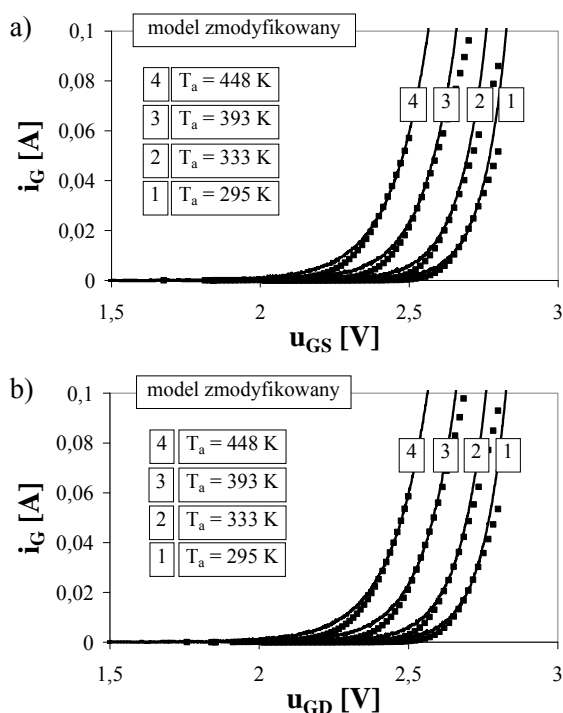 a)
model zmodyfikowany
4 T_a = 448 K
3 T_a = 393 K
2 T_a = 333 K
1 T_a = 295 K
4 3 2 1
i_G [A]
0,1
0,08
0,06
0,04
0,02
0
1,5 2 2,5 3
u_GS [V]
b)
model zmodyfikowany
4 T_a = 448 K
3 T_a = 393 K
2 T_a = 333 K
1 T_a = 295 K
4 3 2 1
i_G [A]
0,1
0,08
0,06
0,04
0,02
0
1,5 2 2,5 3
u_GD [V]